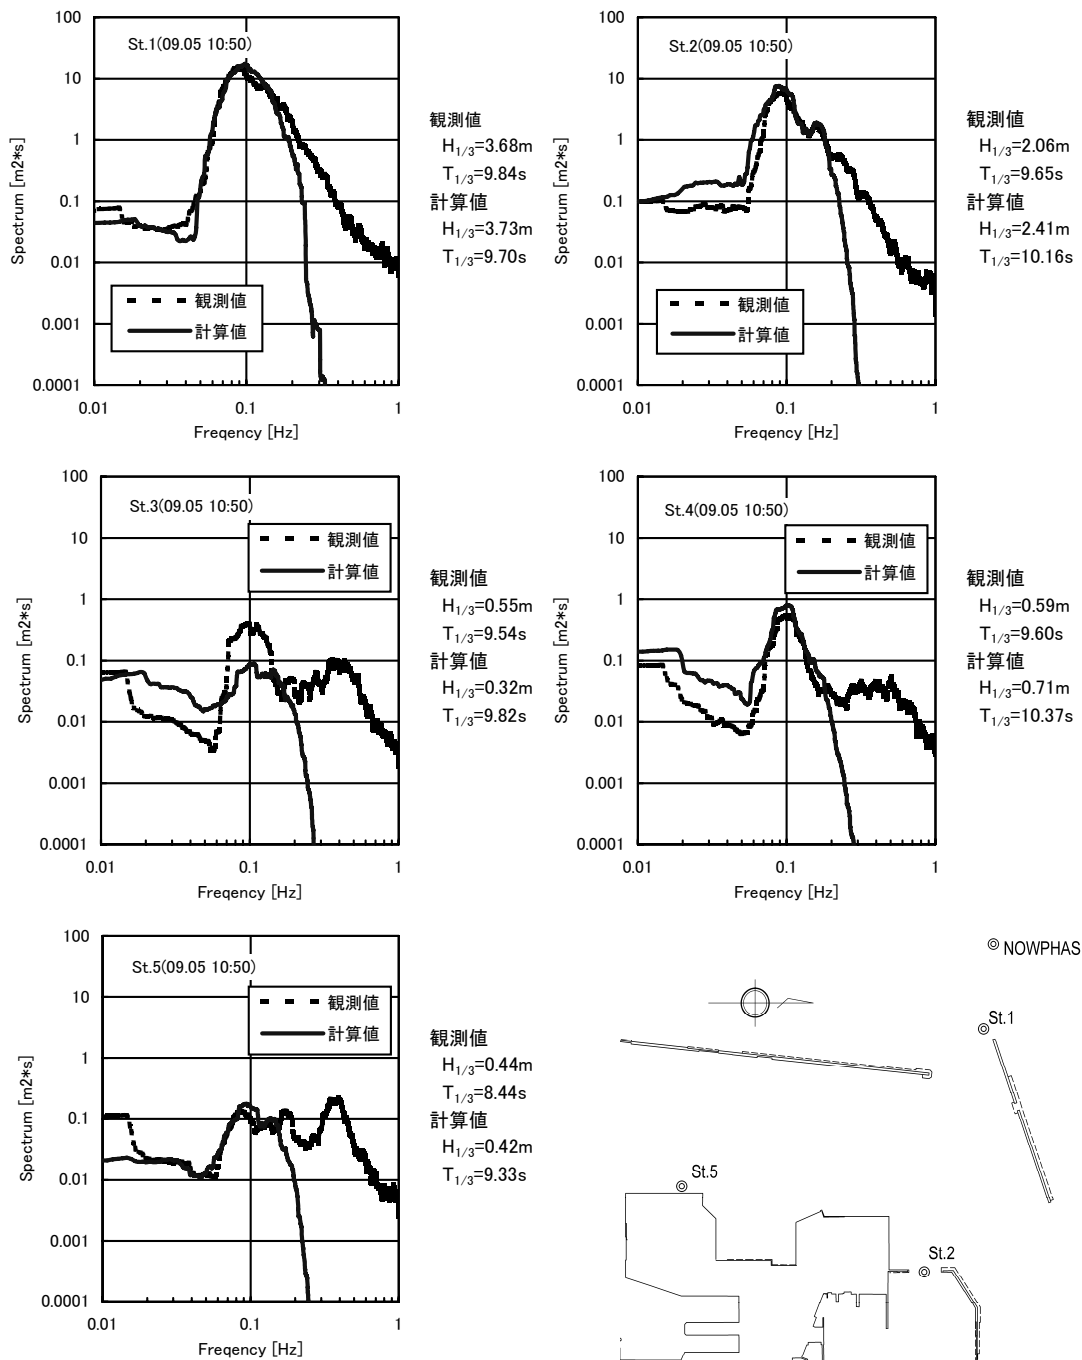 St.1(09.05 10:50)
Spectrum [m2*s]
100
10
1
0.1
0.01
0.001
0.0001
観測値
計算値
0.01
0.1
1
Freqency [Hz]
観測値
H1/3=3.68m
T1/3=9.84s
計算値
H1/3=3.73m
T1/3=9.70s
St.2(09.05 10:50)
Spectrum [m2*s]
100
10
1
0.1
0.01
0.001
0.0001
観測値
計算値
0.01
0.1
1
Freqency [Hz]
観測値
H1/3=2.06m
T1/3=9.65s
計算値
H1/3=2.41m
T1/3=10.16s
St.3(09.05 10:50)
Spectrum [m2*s]
100
10
1
0.1
0.01
0.001
0.0001
観測値
計算値
0.01
0.1
1
Freqency [Hz]
観測値
H1/3=0.55m
T1/3=9.54s
計算値
H1/3=0.32m
T1/3=9.82s
St.4(09.05 10:50)
Spectrum [m2*s]
100
10
1
0.1
0.01
0.001
0.0001
観測値
計算値
0.01
0.1
1
Freqency [Hz]
観測値
H1/3=0.59m
T1/3=9.60s
計算値
H1/3=0.71m
T1/3=10.37s
St.5(09.05 10:50)
Spectrum [m2*s]
100
10
1
0.1
0.01
0.001
0.0001
観測値
計算値
0.01
0.1
1
Freqency [Hz]
観測値
H1/3=0.44m
T1/3=8.44s
計算値
H1/3=0.42m
T1/3=9.33s
NOWPHAS
St.1
St.5
St.2